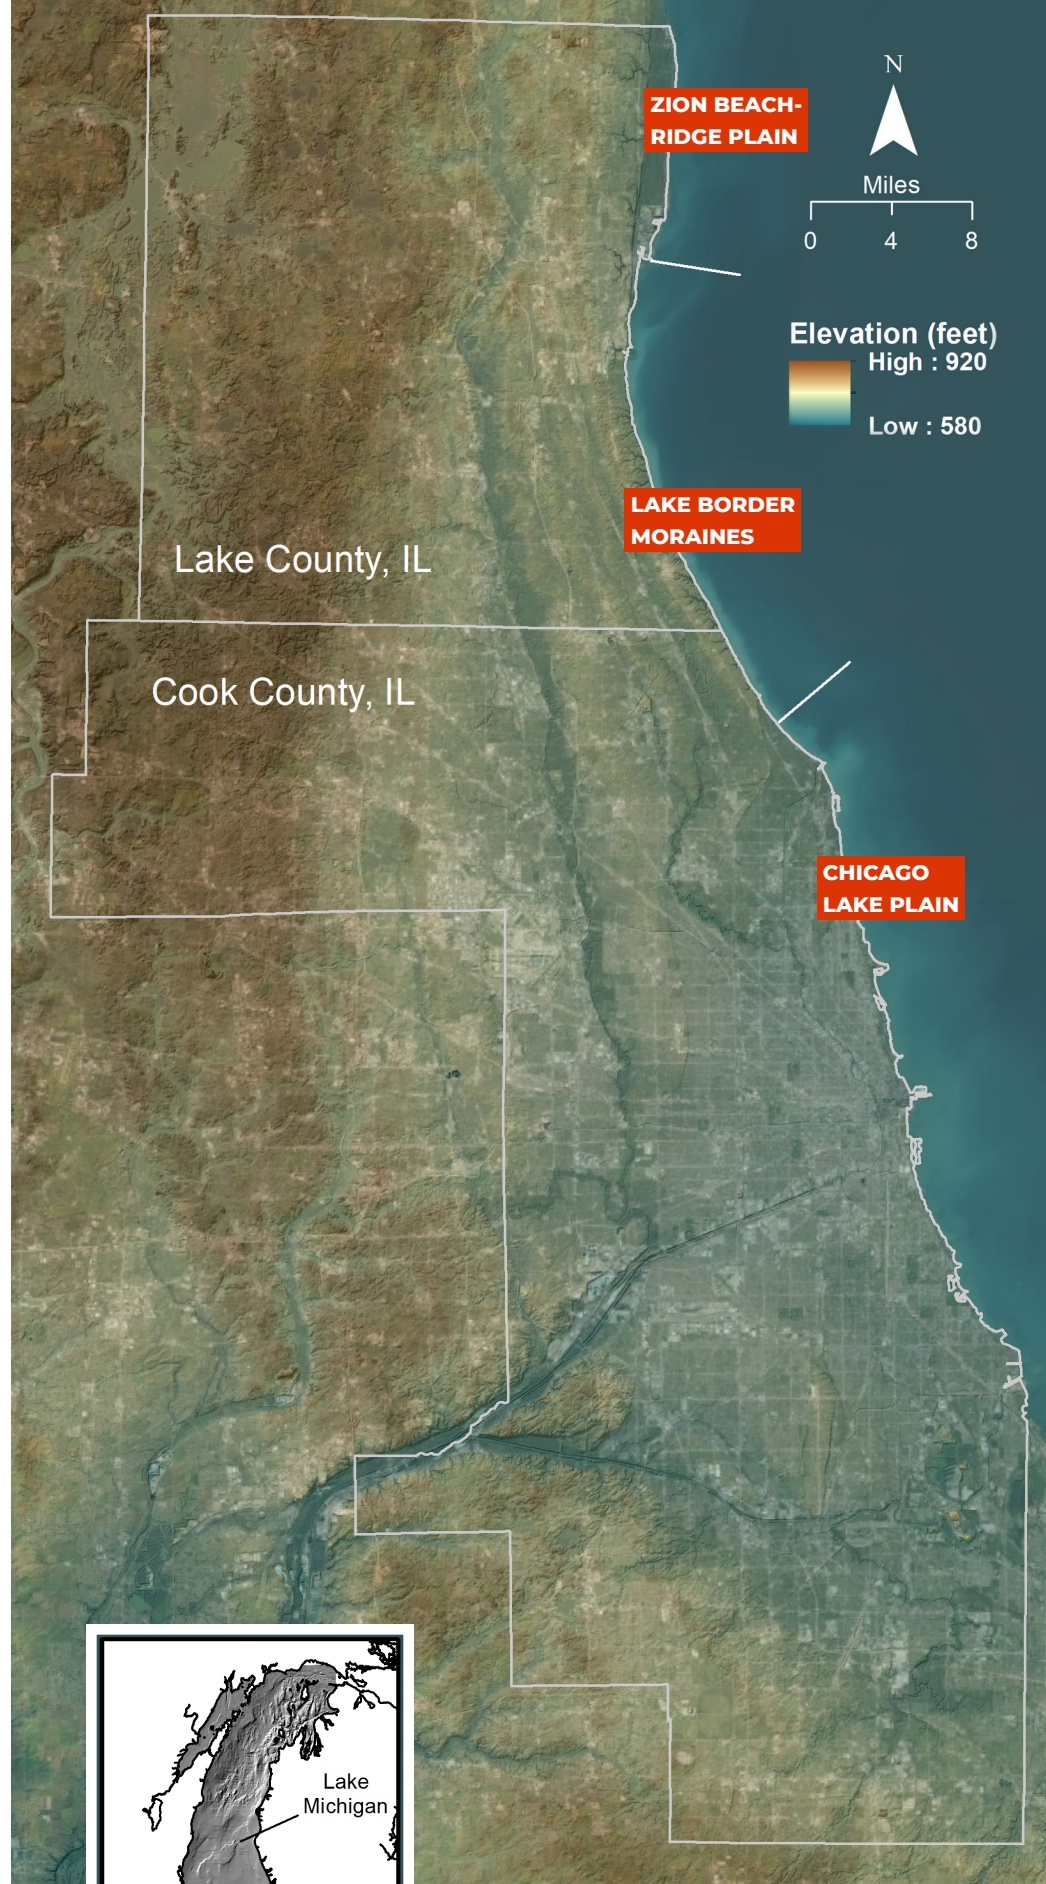 ZION BEACH-
RIDGE PLAIN
N
Miles
0 4 8
Elevation (feet)
High : 920
Low : 580
LAKE BORDER
MORAINES
Lake County, IL
Cook County, IL
CHICAGO
LAKE PLAIN
Lake
Michigan